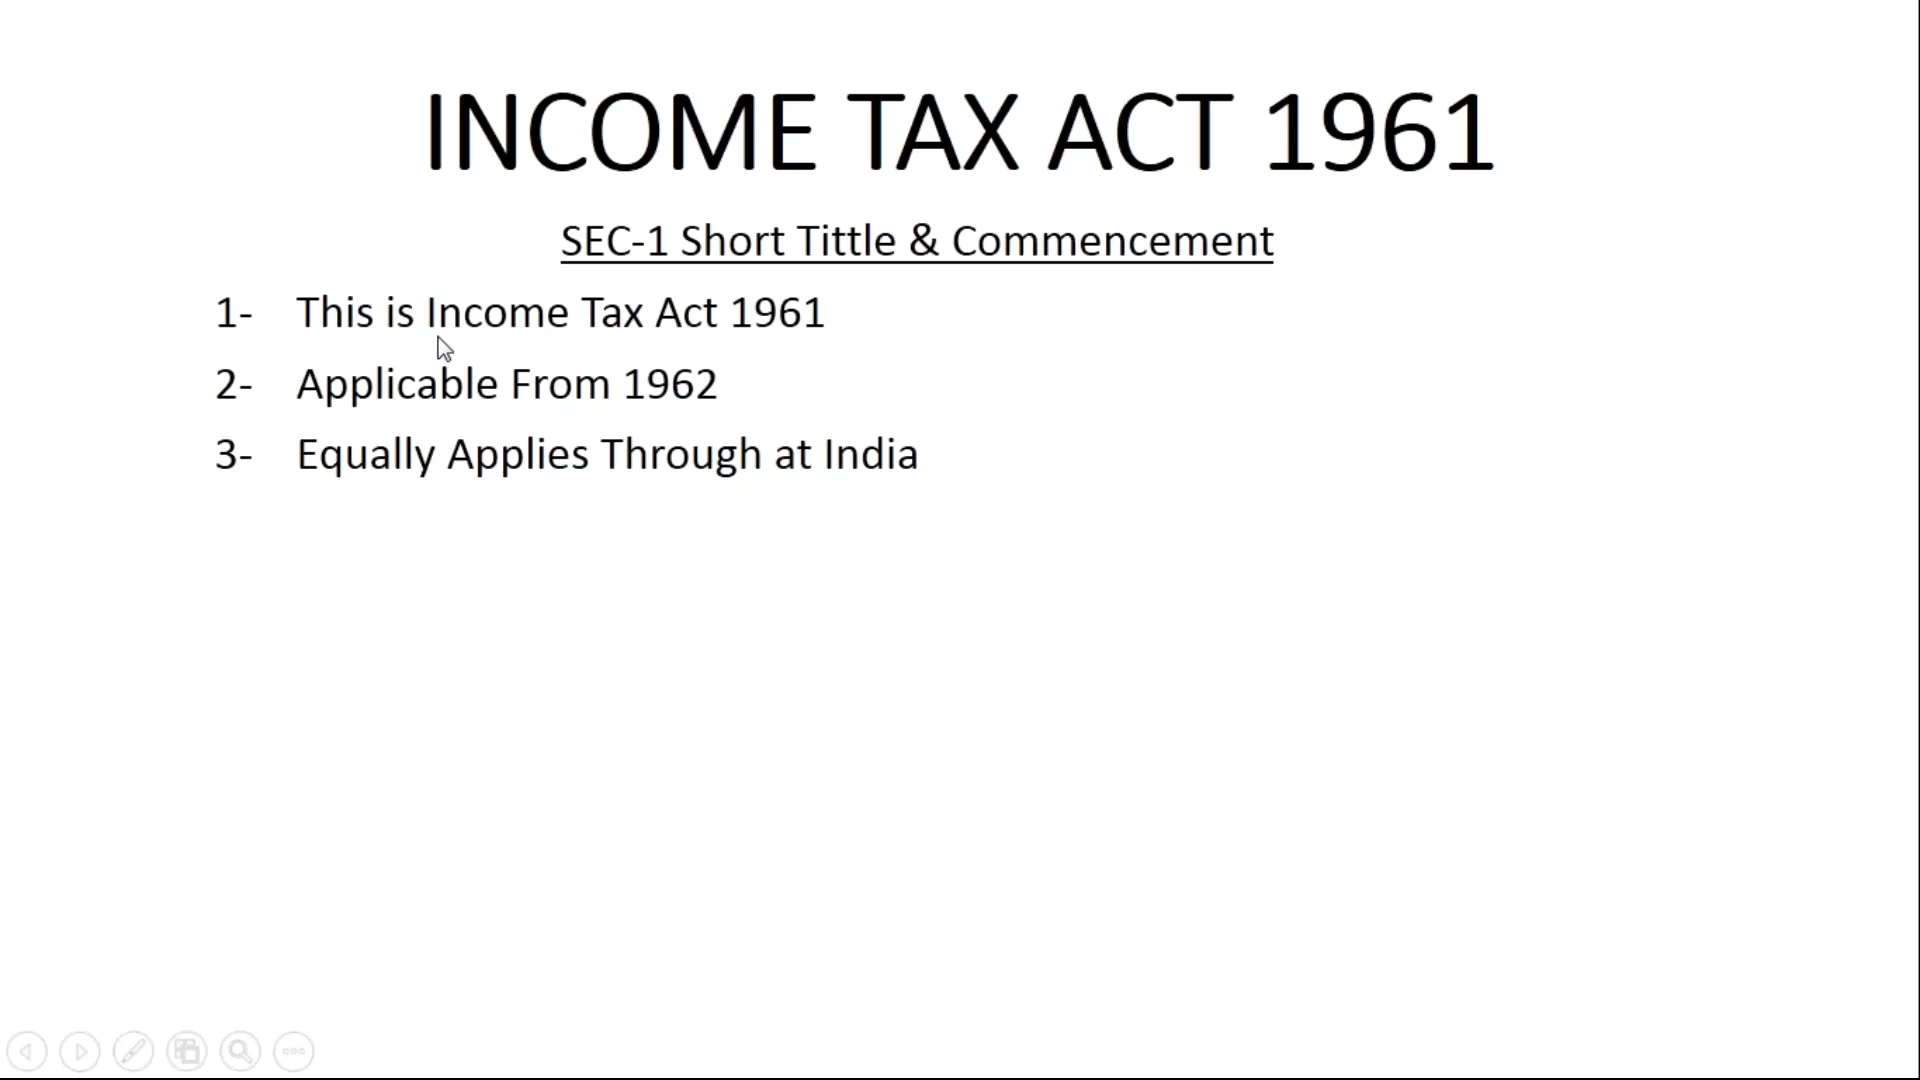 INCOME TAX ACT 1961
SEC-1 Short Tittle & Commencement
1- This is Income Tax Act 1961
2- Applicable From 1962
3- Equally Applies Through at India